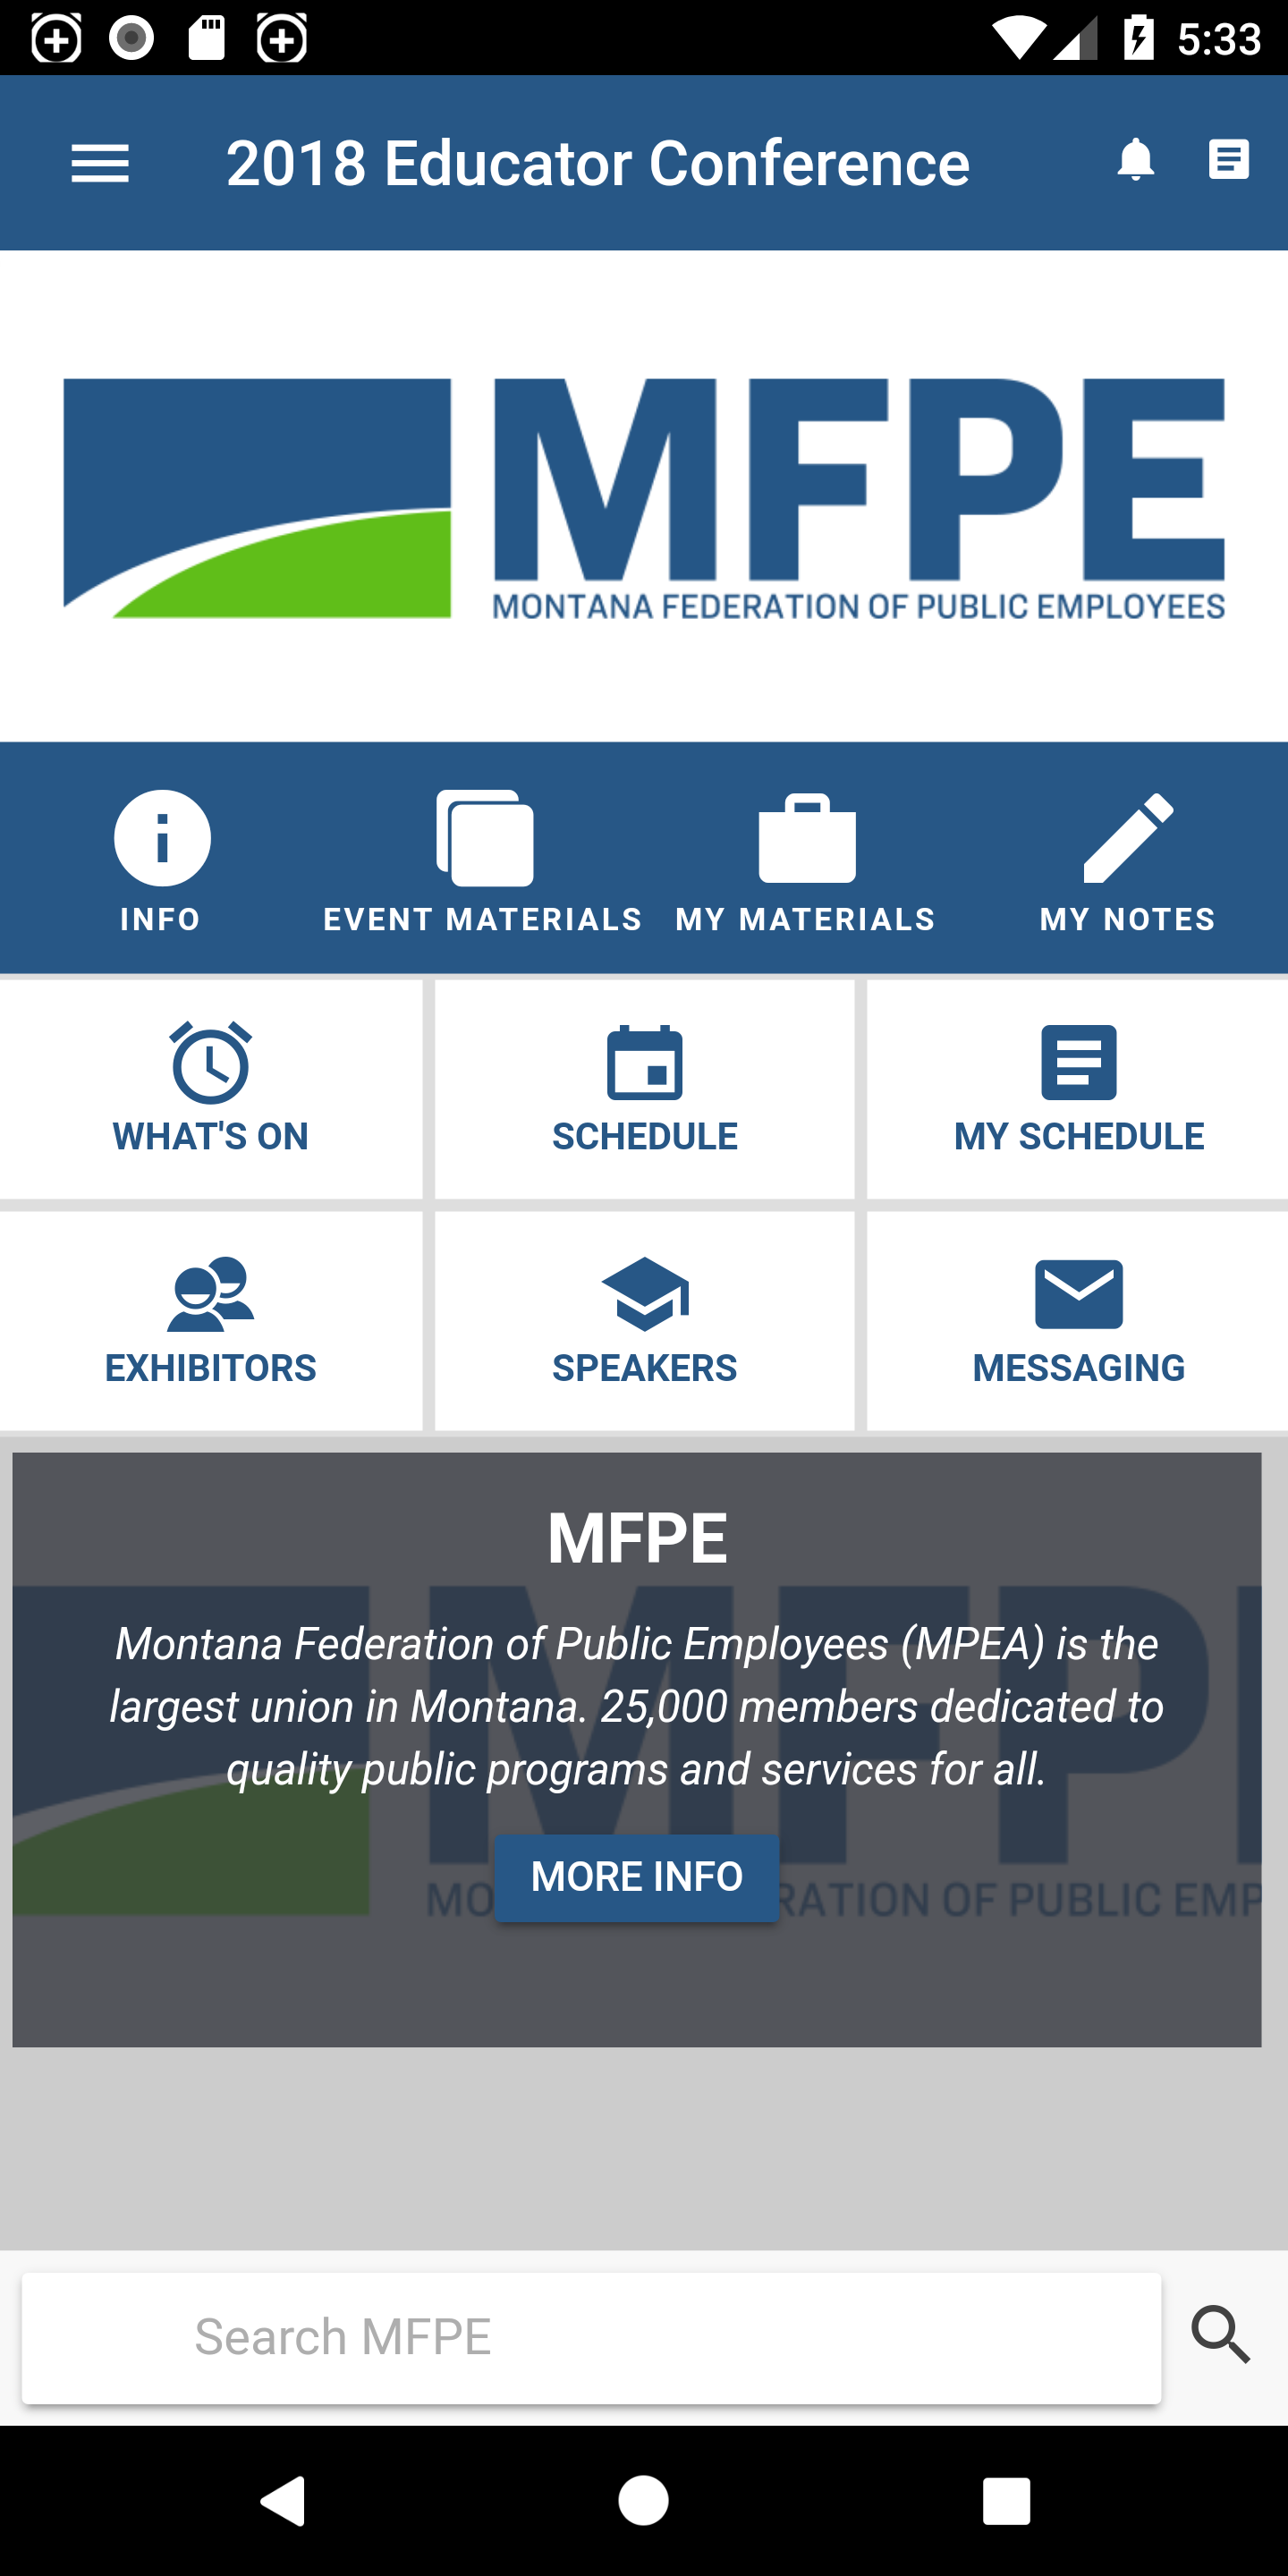 5:33
2018 Educator Conference
MFPE
MONTANA FEDERATION OF PUBLIC EMPLOYEES
INFO
EVENT MATERIALS
MY MATERIALS
MY NOTES
WHAT'S ON
SCHEDULE
MY SCHEDULE
EXHIBITORS
SPEAKERS
MESSAGING
MFPE
Montana Federation of Public Employees (MPEA) is the
largest union in Montana. 25,000 members dedicated to
quality public programs and services for all.
MORE INFO
Search MFPE